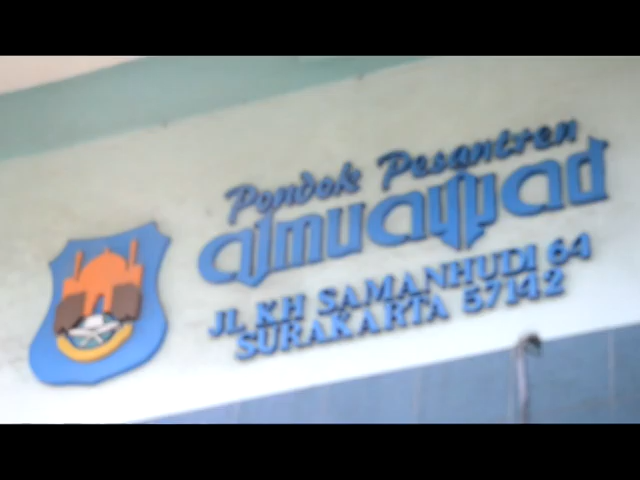 Pondok Pesantren
almuayyad
JL KH SAMANHUDI 64
SURAKARTA 57142